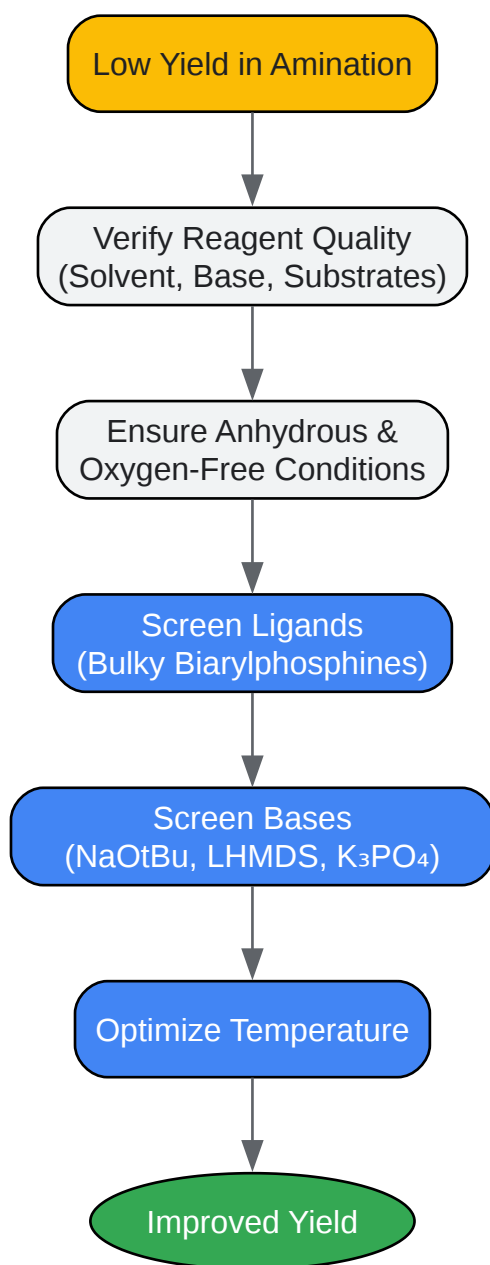 Low Yield in Amination
Verify Reagent Quality
(Solvent, Base, Substrates)
Ensure Anhydrous &
Oxygen-Free Conditions
Screen Ligands
(Bulky Biarylphosphines)
Screen Bases
(NaOtBu, LHMDS, K₃PO₄)
Optimize Temperature
Improved Yield